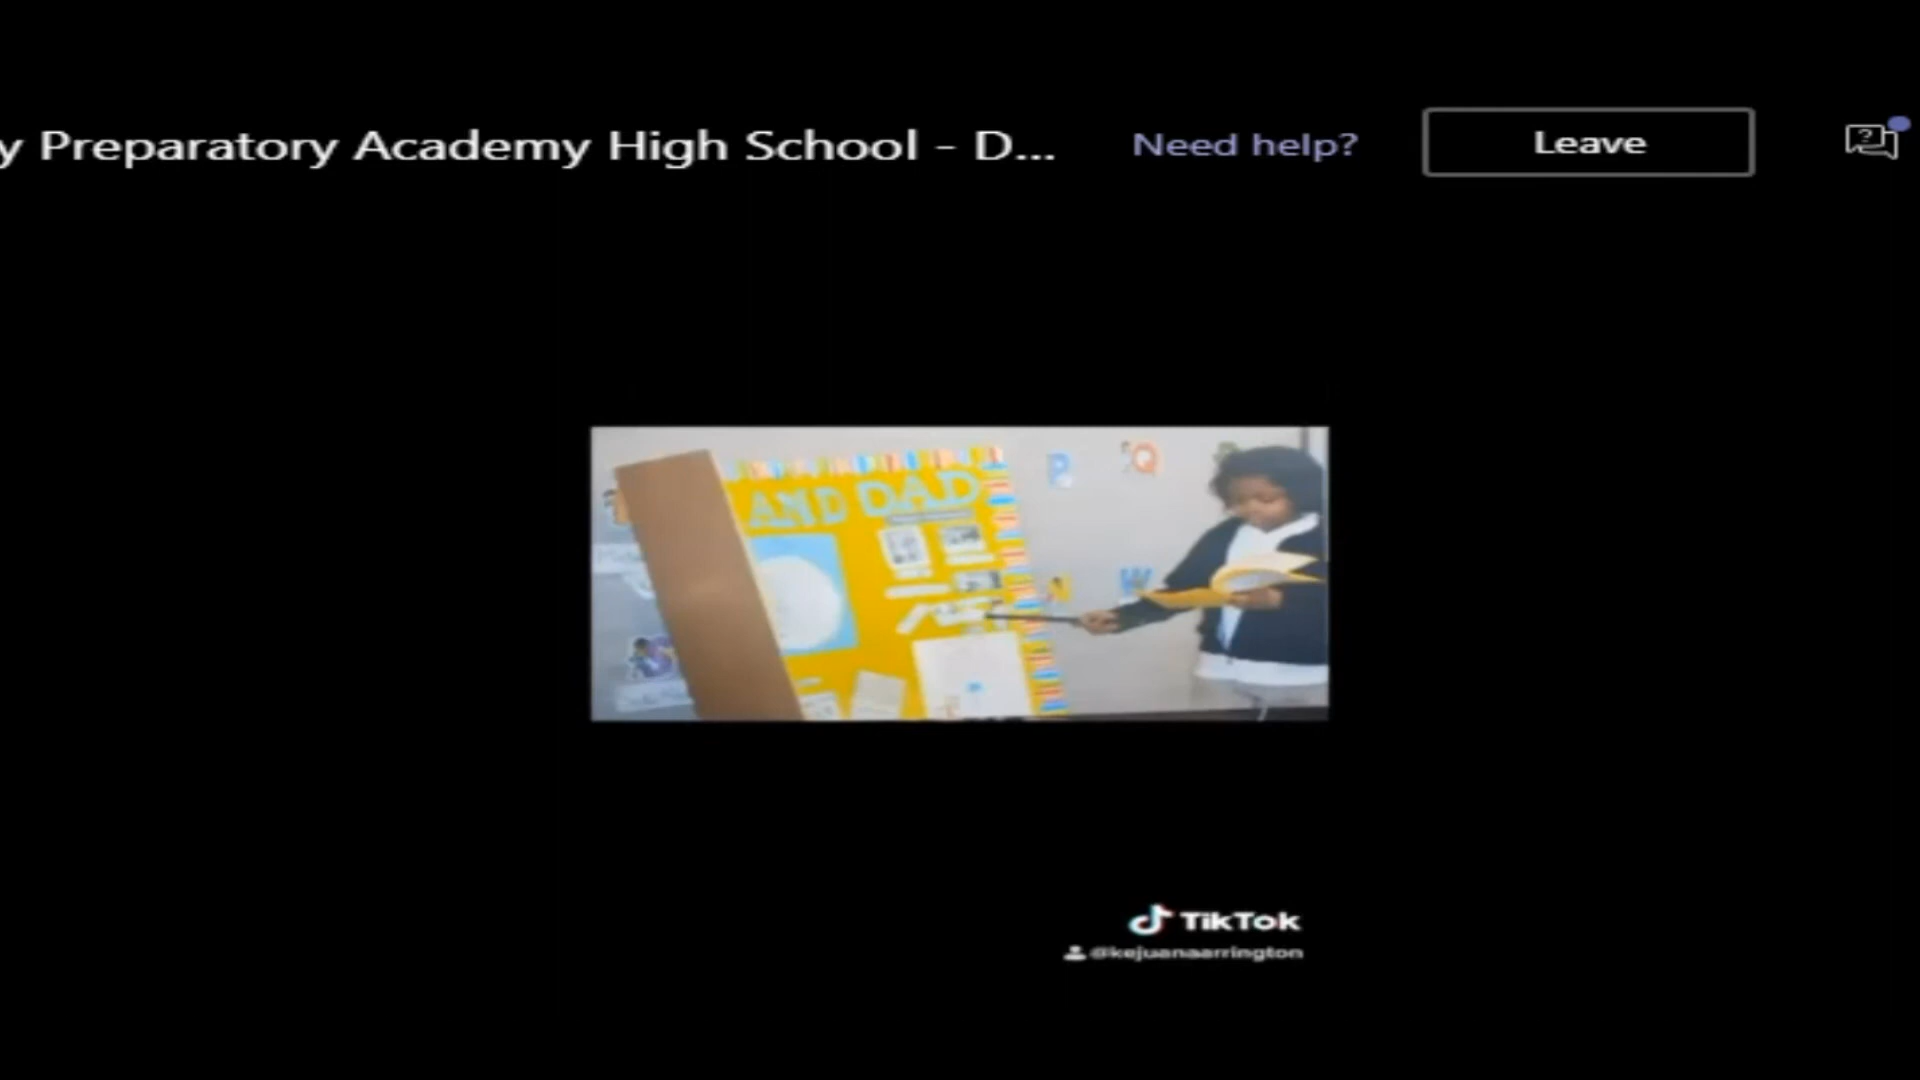 y Preparatory Academy High School - D...
Need help?
Leave
AND DAD
P
Q
W
TikTok
@kejuanaarrington